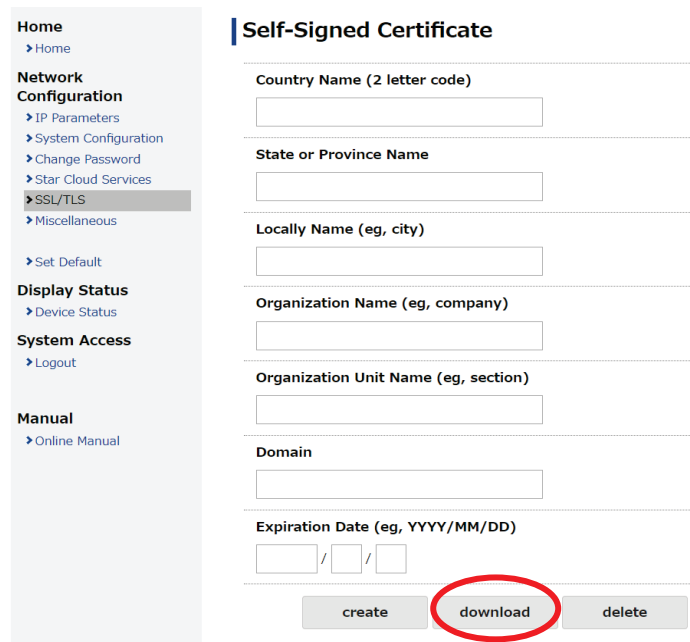 Home
Home
Network
Configuration
IP Parameters
System Configuration
Change Password
Star Cloud Services
SSL/TLS
Miscellaneous
Set Default
Display Status
Device Status
System Access
Logout
Manual
Online Manual
Self-Signed Certificate
Country Name (2 letter code)
State or Province Name
Locally Name (eg, city)
Organization Name (eg, company)
Organization Unit Name (eg, section)
Domain
Expiration Date (eg, YYYY/MM/DD)
/ /
create download delete